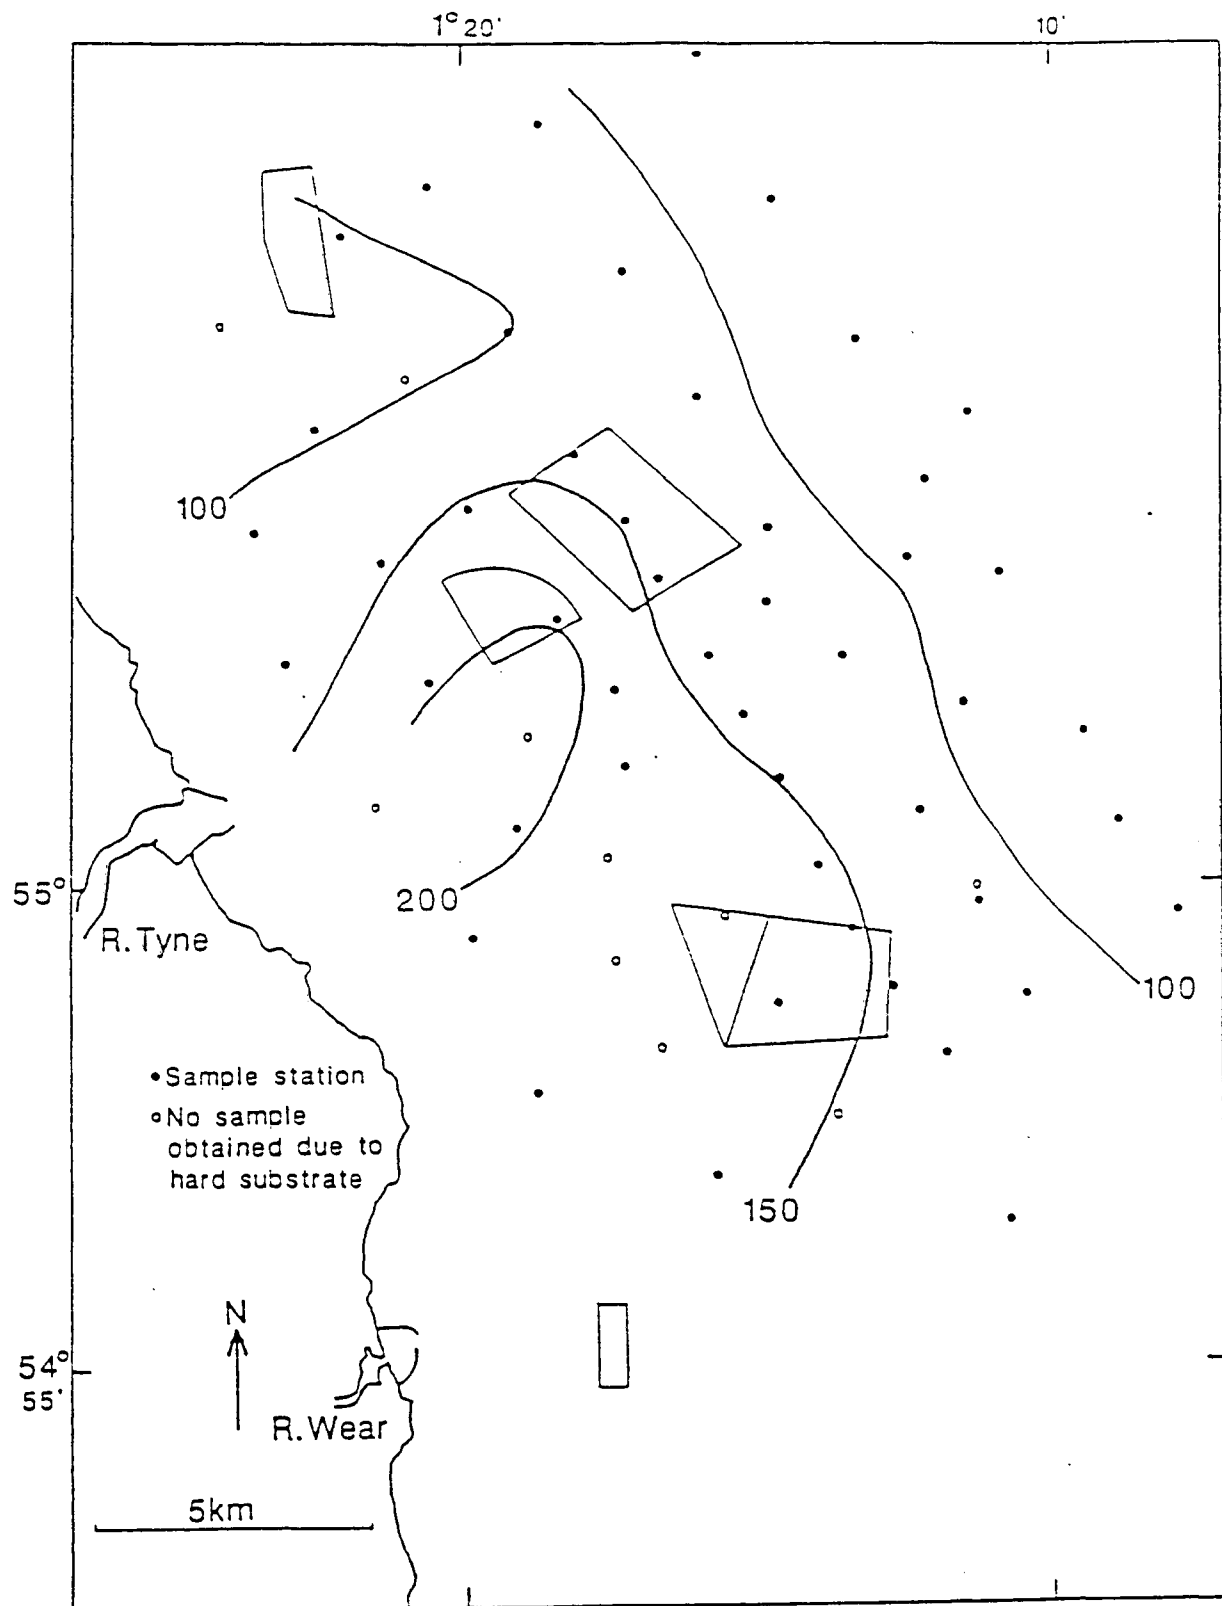 1° 20'
10'
100
55°
200
R. Tyne
100
•Sample station
°No sample
obtained due to
hard substrate
150
N
54°
55'
R. Wear
5km